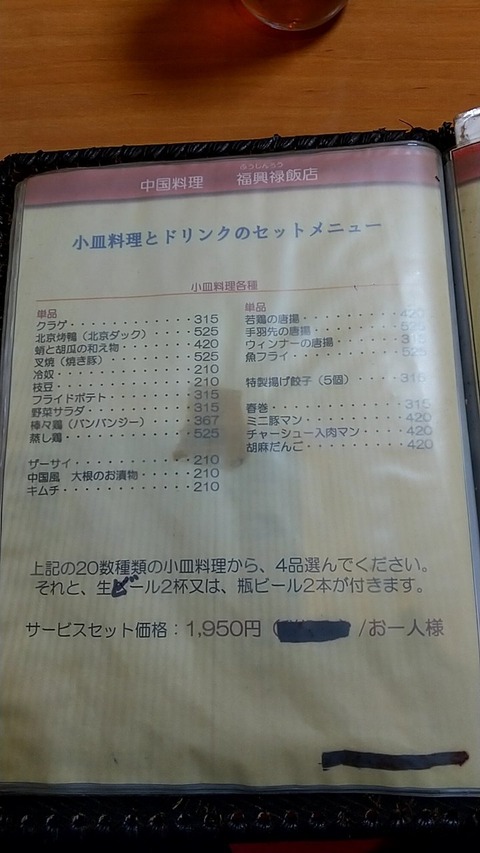 ふうじんろう
中国料理 福興禄飯店
小皿料理とドリンクのセットメニュー
小皿料理各種
単品
クラゲ・・・・・・・・・・・315
北京烤鴨（北京ダック）・・・・525
蛸と胡瓜の和え物・・・・・・420
叉焼（焼き豚）・・・・・・・・525
冷奴・・・・・・・・・・・・210
枝豆・・・・・・・・・・・・210
フライドポテト・・・・・・・315
野菜サラダ・・・・・・・・・315
棒々鶏（バンバンジー）・・・367
蒸し鶏・・・・・・・・・・・525
ザーサイ・・・・・・・・・・210
中国風 大根のお漬物・・・・・210
キムチ・・・・・・・・・・・210
単品
若鶏の唐揚・・・・・・・・・420
手羽先の唐揚・・・・・・・・525
ウィンナーの唐揚・・・・・・315
魚フライ・・・・・・・・・・525
特製揚げ餃子（5個）・・・・・315
春巻・・・・・・・・・・・・315
ミニ豚マン・・・・・・・・・420
チャーシュー入肉マン・・・・420
胡麻だんご・・・・・・・・・420
上記の20数種類の小皿料理から、4品選んでください。
それと、生ビール2杯又は、瓶ビール2本が付きます。
サービスセット価格：1,950円（ ）/お一人様